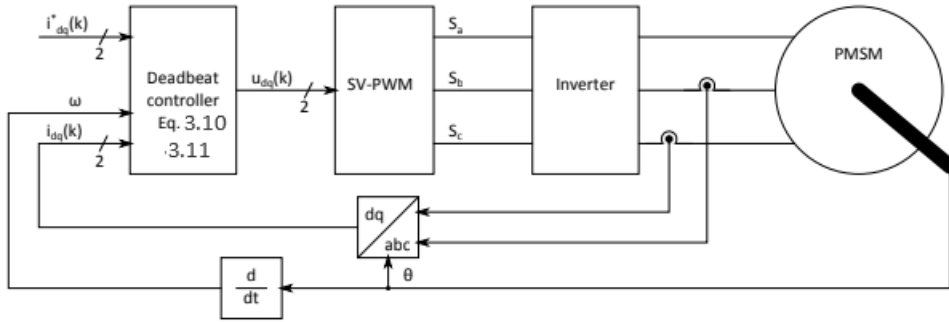 i*dq(k)
2
ω
idq(k)
2
Deadbeat
controller
Eq. 3.10
.3.11
udq(k)
2
SV-PWM
Sa
Sb
Sc
Inverter
PMSM
dq
abc
θ
d
dt